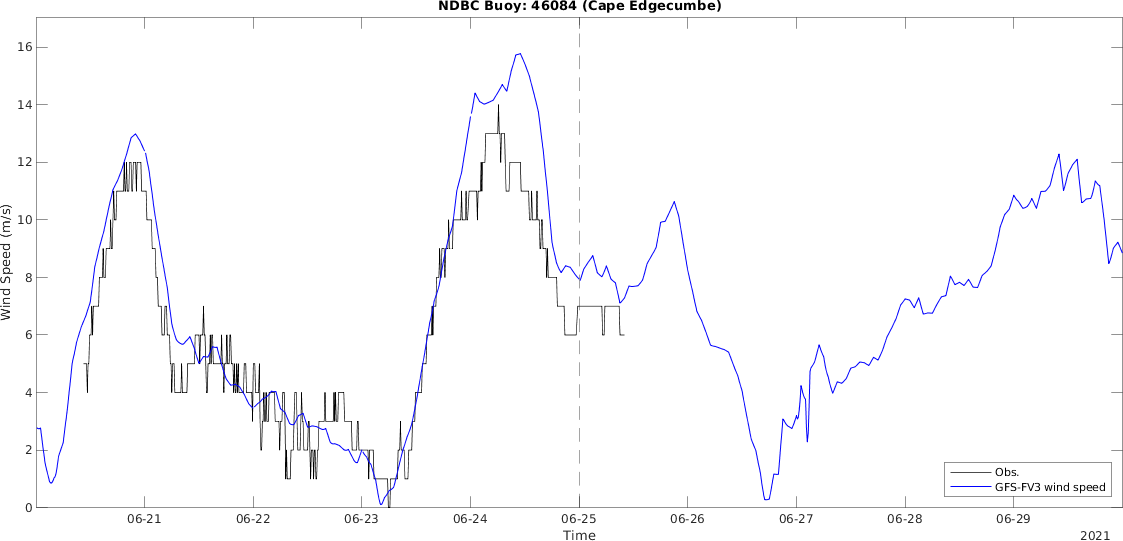 NDBC Buoy: 46084 (Cape Edgecumbe)
Wind Speed (m/s)
16
14
12
10
8
6
4
2
0
06-21 06-22 06-23 06-24 06-25 06-26 06-27 06-28 06-29
Time
2021
Obs.
GFS-FV3 wind speed